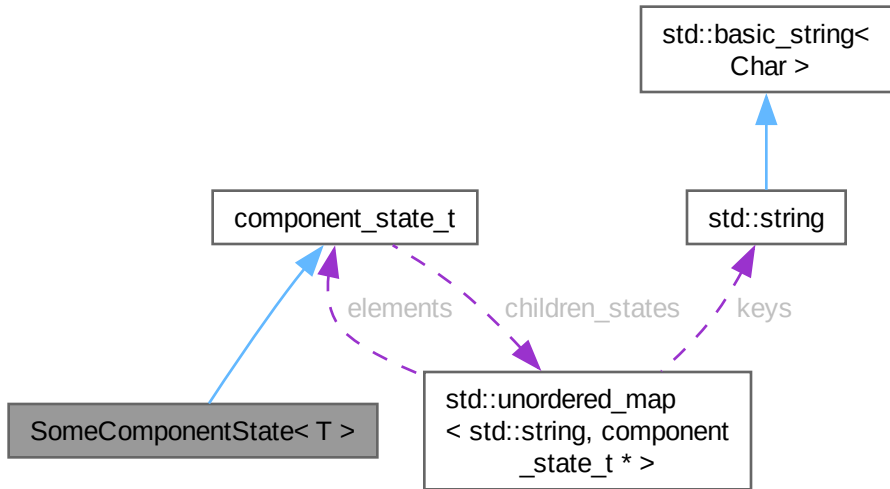 std::basic_string<
Char >
component_state_t
std::string
elements
children_states
keys
SomeComponentState< T >
std::unordered_map
< std::string, component
_state_t * >